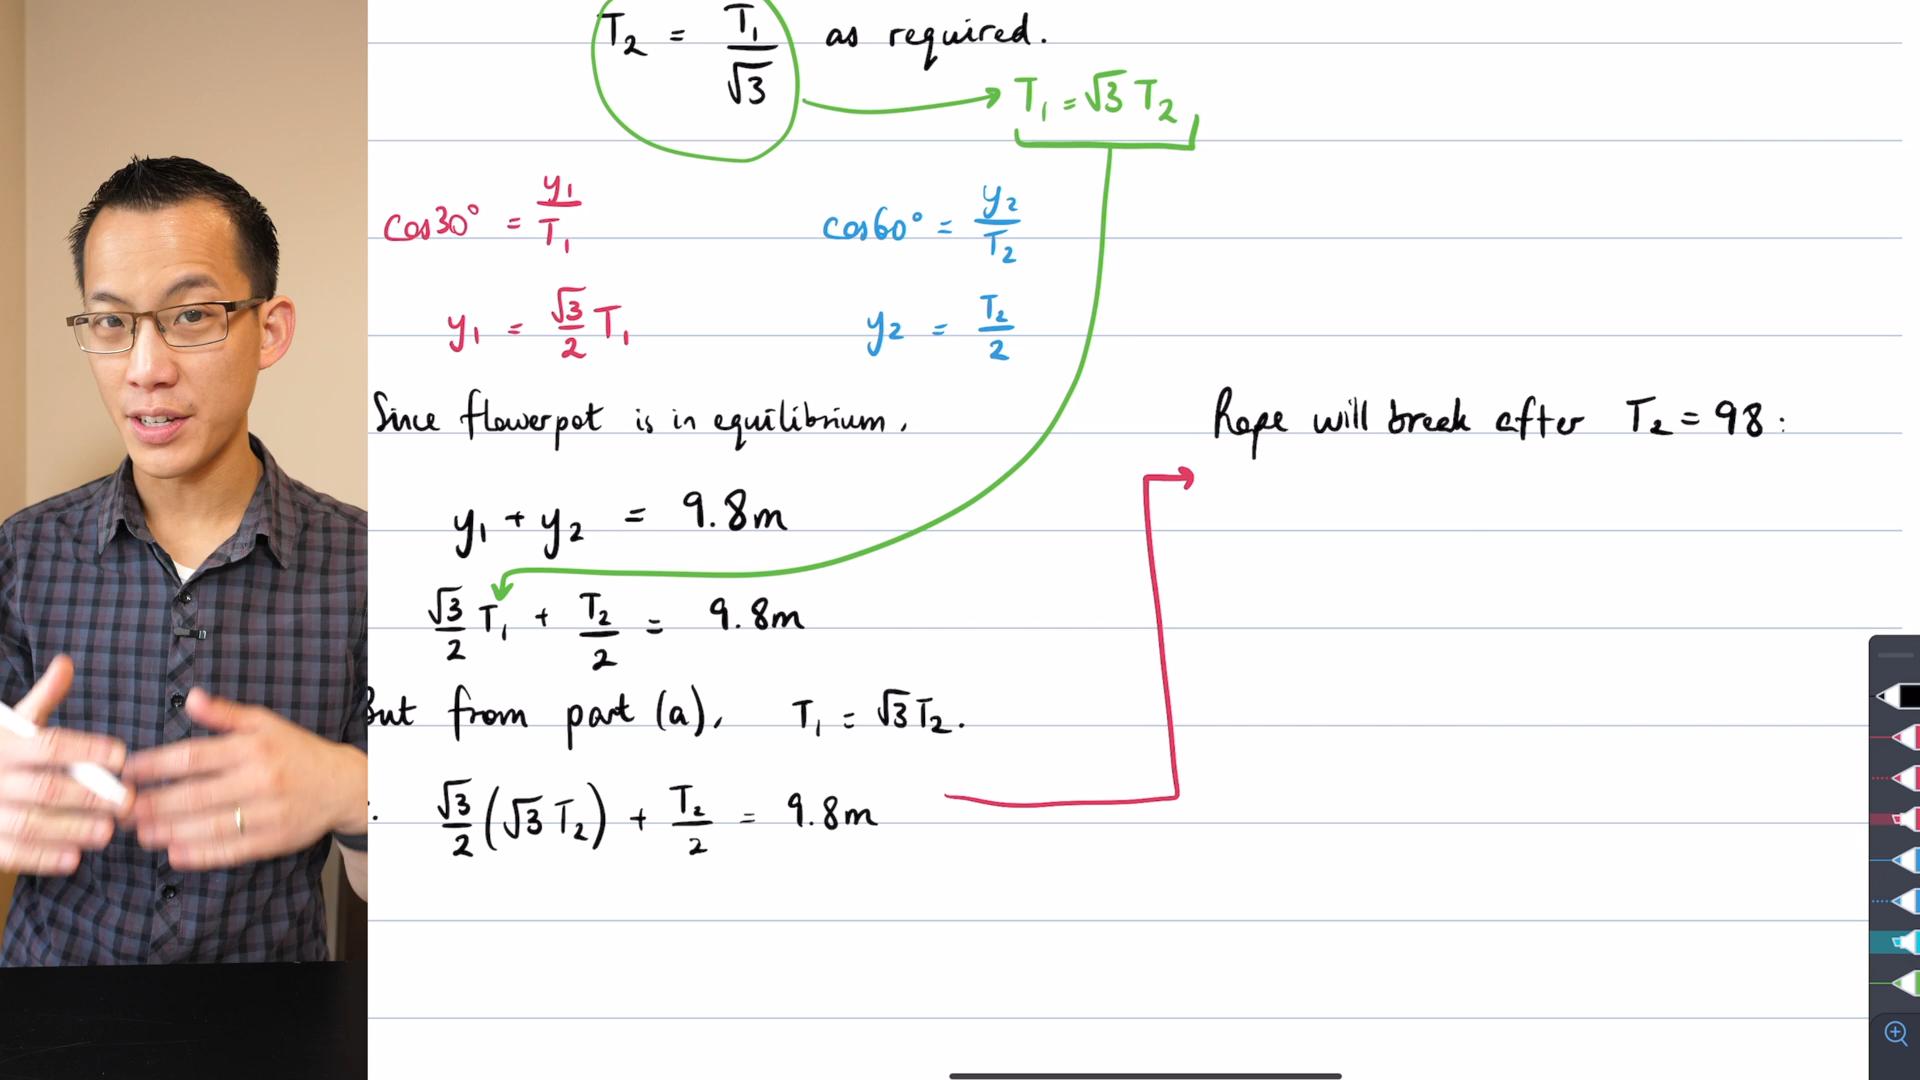 T₂ = T₁/√3 as required.
T₁ = √3 T₂
cos30° = y₁/T₁
cos60° = y₂/T₂
y₁ = √3/2 T₁
y₂ = T₂/2
Since flowerpot is in equilibrium,
y₁ + y₂ = 9.8m
√3/2 T₁ + T₂/2 = 9.8m
But from part (a), T₁ = √3T₂.
√3/2 (√3 T₂) + T₂/2 = 9.8m
Rope will break after T₂ = 98: